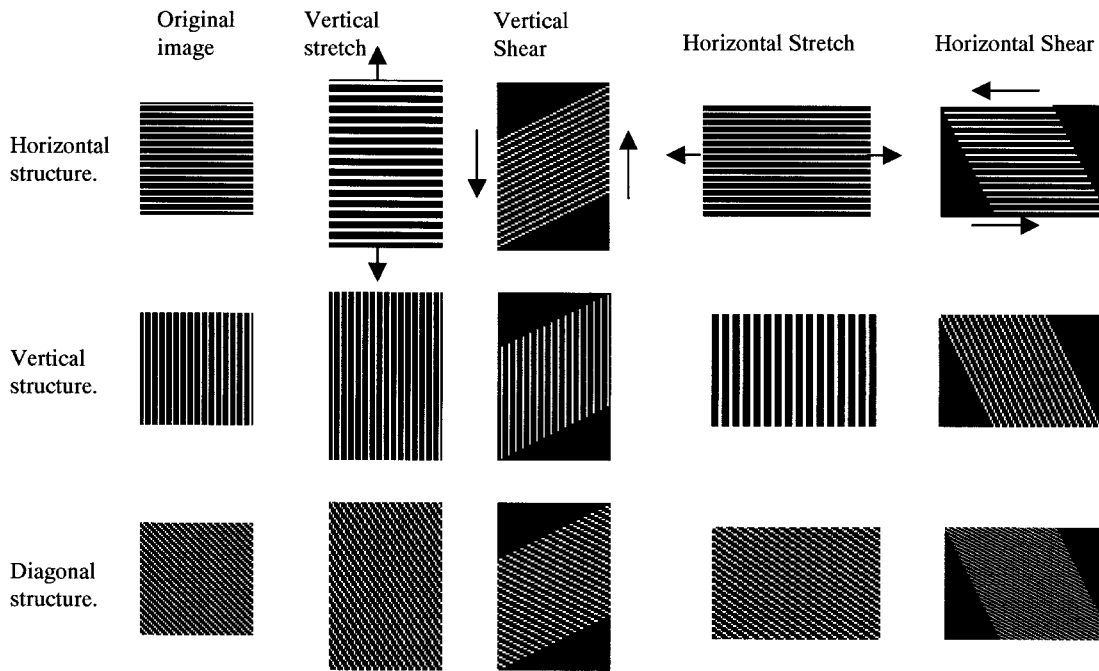 Original
image
Vertical
stretch
Vertical
Shear
Horizontal Stretch
Horizontal Shear
Horizontal
structure.
Vertical
structure.
Diagonal
structure.